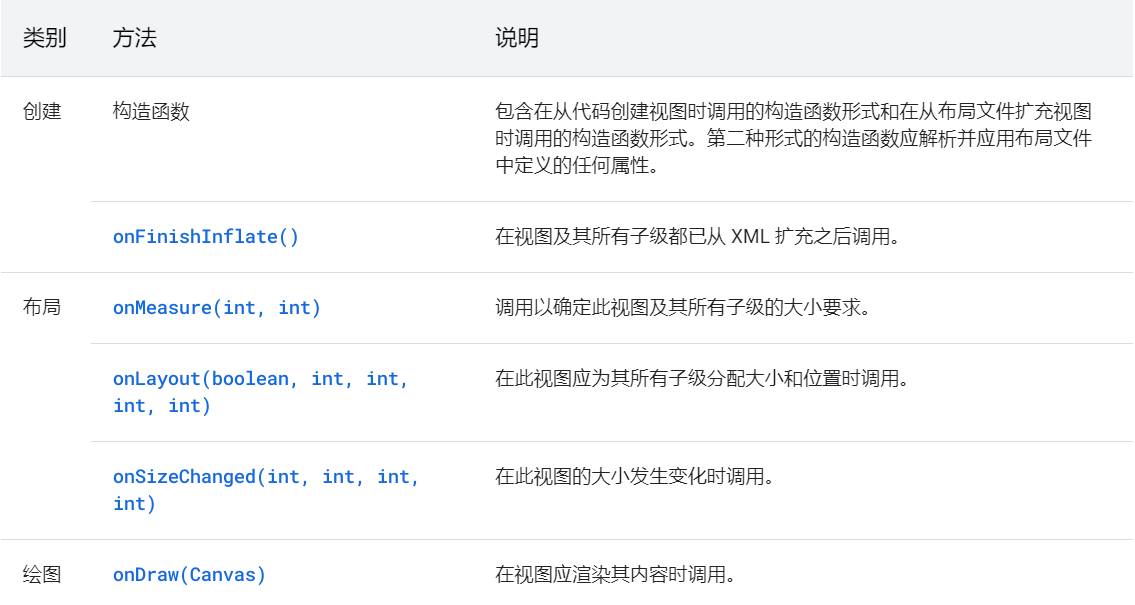 类别 方法 说明
创建 构造函数 包含在从代码创建视图时调用的构造函数形式和在从布局文件扩充视图
时调用的构造函数形式。第二种形式的构造函数应解析并应用布局文件
中定义的任何属性。
onFinishInflate() 在视图及其所有子级都已从 XML 扩充之后调用。
布局 onMeasure(int, int) 调用以确定此视图及其所有子级的大小要求。
onLayout(boolean, int, int, 在此视图应为其所有子级分配大小和位置时调用。
int, int)
onSizeChanged(int, int, int, 在此视图的大小发生变化时调用。
int)
绘图 onDraw(Canvas) 在视图应渲染其内容时调用。